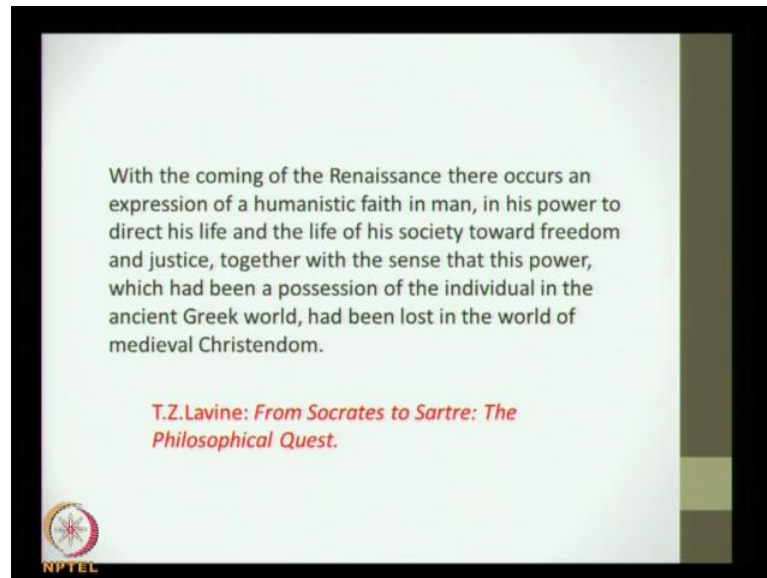 With the coming of the Renaissance there occurs an
expression of a humanistic faith in man, in his power to
direct his life and the life of his society toward freedom
and justice, together with the sense that this power,
which had been a possession of the individual in the
ancient Greek world, had been lost in the world of
medieval Christendom.
T.Z.Lavine: From Socrates to Sartre: The
Philosophical Quest.
NPTEL